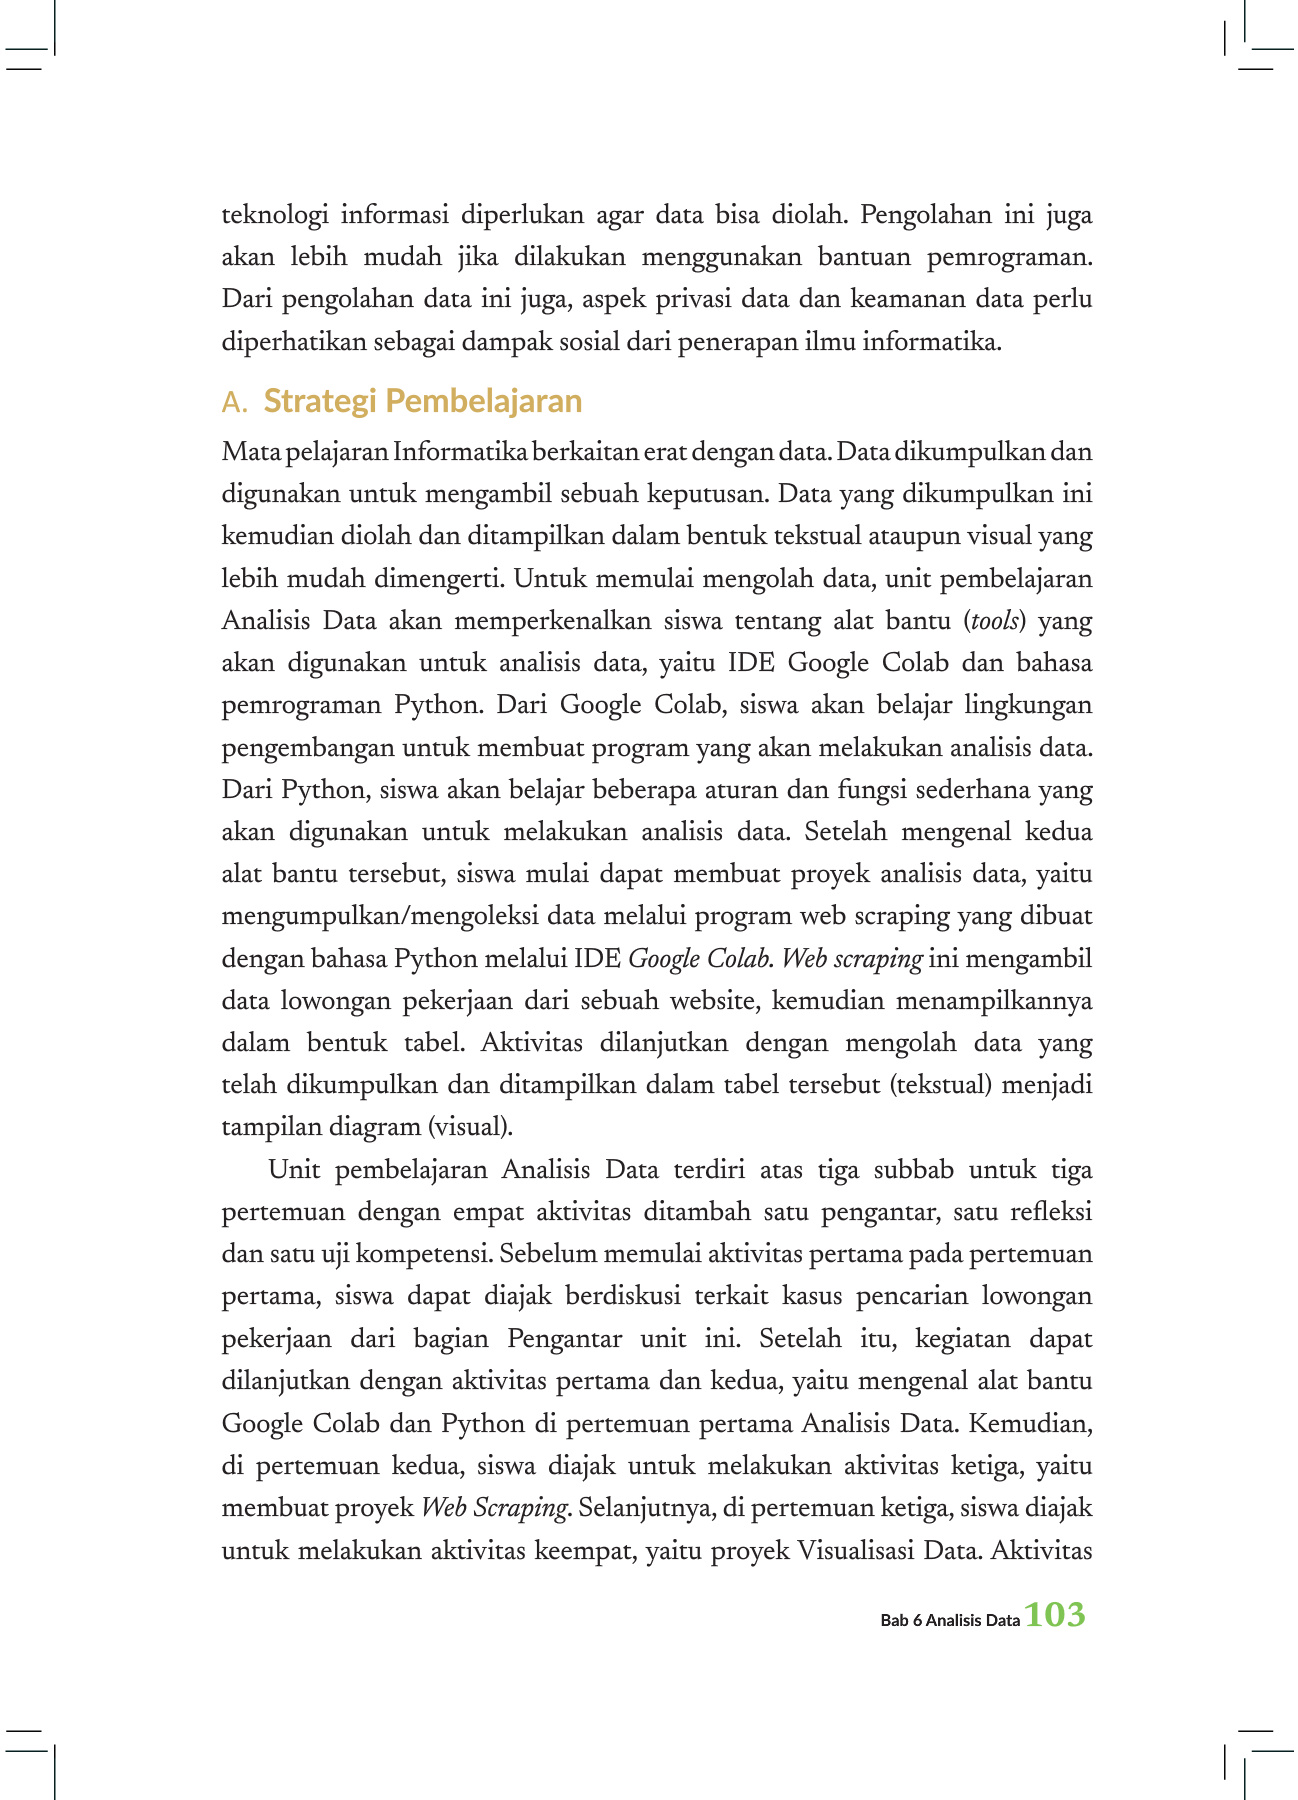 teknologi informasi diperlukan agar data bisa diolah. Pengolahan ini juga
akan lebih mudah jika dilakukan menggunakan bantuan pemrograman.
Dari pengolahan data ini juga, aspek privasi data dan keamanan data perlu
diperhatikan sebagai dampak sosial dari penerapan ilmu informatika.
A. Strategi Pembelajaran
Mata pelajaran Informatika berkaitan erat dengan data. Data dikumpulkan dan
digunakan untuk mengambil sebuah keputusan. Data yang dikumpulkan ini
kemudian diolah dan ditampilkan dalam bentuk tekstual ataupun visual yang
lebih mudah dimengerti. Untuk memulai mengolah data, unit pembelajaran
Analisis Data akan memperkenalkan siswa tentang alat bantu (tools) yang
akan digunakan untuk analisis data, yaitu IDE Google Colab dan bahasa
pemrograman Python. Dari Google Colab, siswa akan belajar lingkungan
pengembangan untuk membuat program yang akan melakukan analisis data.
Dari Python, siswa akan belajar beberapa aturan dan fungsi sederhana yang
akan digunakan untuk melakukan analisis data. Setelah mengenal kedua
alat bantu tersebut, siswa mulai dapat membuat proyek analisis data, yaitu
mengumpulkan/mengoleksi data melalui program web scraping yang dibuat
dengan bahasa Python melalui IDE Google Colab. Web scraping ini mengambil
data lowongan pekerjaan dari sebuah website, kemudian menampilkannya
dalam bentuk tabel. Aktivitas dilanjutkan dengan mengolah data yang
telah dikumpulkan dan ditampilkan dalam tabel tersebut (tekstual) menjadi
tampilan diagram (visual).
Unit pembelajaran Analisis Data terdiri atas tiga subbab untuk tiga
pertemuan dengan empat aktivitas ditambah satu pengantar, satu refleksi
dan satu uji kompetensi. Sebelum memulai aktivitas pertama pada pertemuan
pertama, siswa dapat diajak berdiskusi terkait kasus pencarian lowongan
pekerjaan dari bagian Pengantar unit ini. Setelah itu, kegiatan dapat
dilanjutkan dengan aktivitas pertama dan kedua, yaitu mengenal alat bantu
Google Colab dan Python di pertemuan pertama Analisis Data. Kemudian,
di pertemuan kedua, siswa diajak untuk melakukan aktivitas ketiga, yaitu
membuat proyek Web Scraping. Selanjutnya, di pertemuan ketiga, siswa diajak
untuk melakukan aktivitas keempat, yaitu proyek Visualisasi Data. Aktivitas
Bab 6 Analisis Data 103